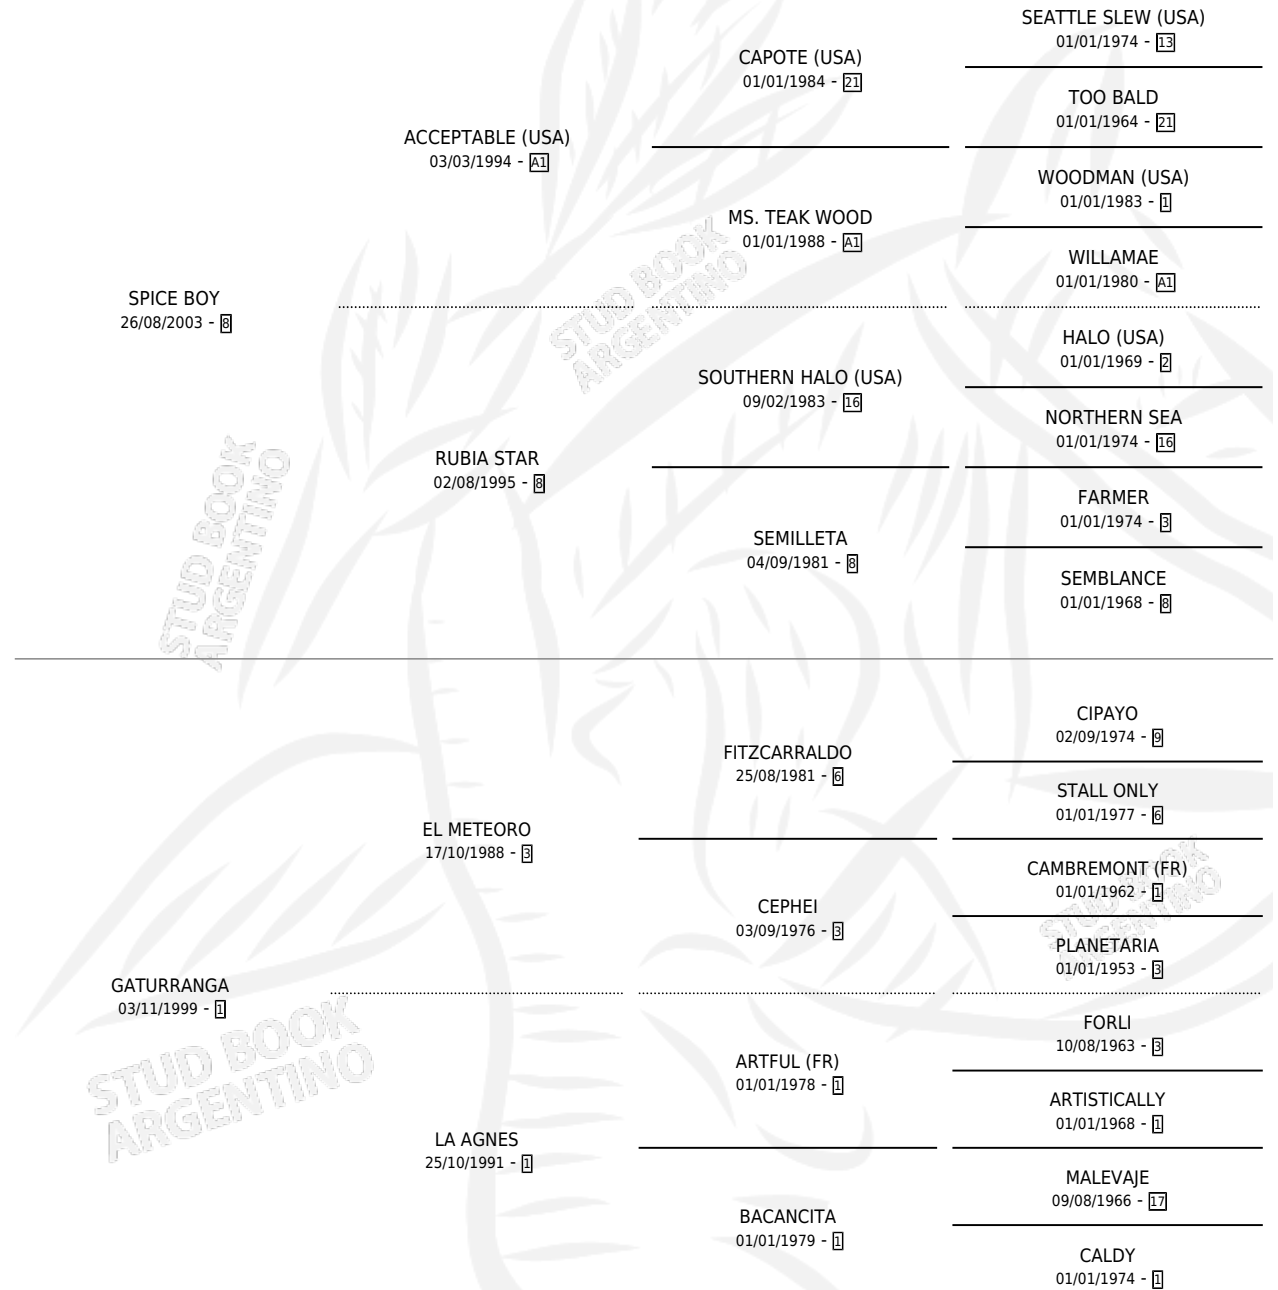 SEATTLE SLEW (USA)
01/01/1974 - 13
CAPOTE (USA)
01/01/1984 - 21
TOO BALD
01/01/1964 - 21
ACCEPTABLE (USA)
03/03/1994 - A1
WOODMAN (USA)
01/01/1983 - 1
MS. TEAK WOOD
01/01/1988 - A1
WILLAMAE
01/01/1980 - A1
SPICE BOY
26/08/2003 - 8
HALO (USA)
01/01/1969 - 2
SOUTHERN HALO (USA)
09/02/1983 - 16
NORTHERN SEA
01/01/1974 - 16
RUBIA STAR
02/08/1995 - 8
FARMER
01/01/1974 - 3
SEMILLETA
04/09/1981 - 8
SEMBLANCE
01/01/1968 - 8
STUD BOOK
ARGENTINO
STUD BOOK
ARGENTINO
CIPAYO
02/09/1974 - 9
FITZCARRALDO
25/08/1981 - 6
STALL ONLY
01/01/1977 - 6
EL METEORO
17/10/1988 - 3
CAMBREMONT (FR)
01/01/1962 - 1
CEPHEI
03/09/1976 - 3
PLANETARIA
01/01/1953 - 3
GATURRANGA
03/11/1999 - 1
FORLI
10/08/1963 - 3
ARTFUL (FR)
01/01/1978 - 1
ARTISTICALLY
01/01/1968 - 1
LA AGNES
25/10/1991 - 1
MALEVAJE
09/08/1966 - 17
BACANCITA
01/01/1979 - 1
CALDY
01/01/1974 - 1
STUD BOOK
ARGENTINO
STUD BOOK
ARGENTINO